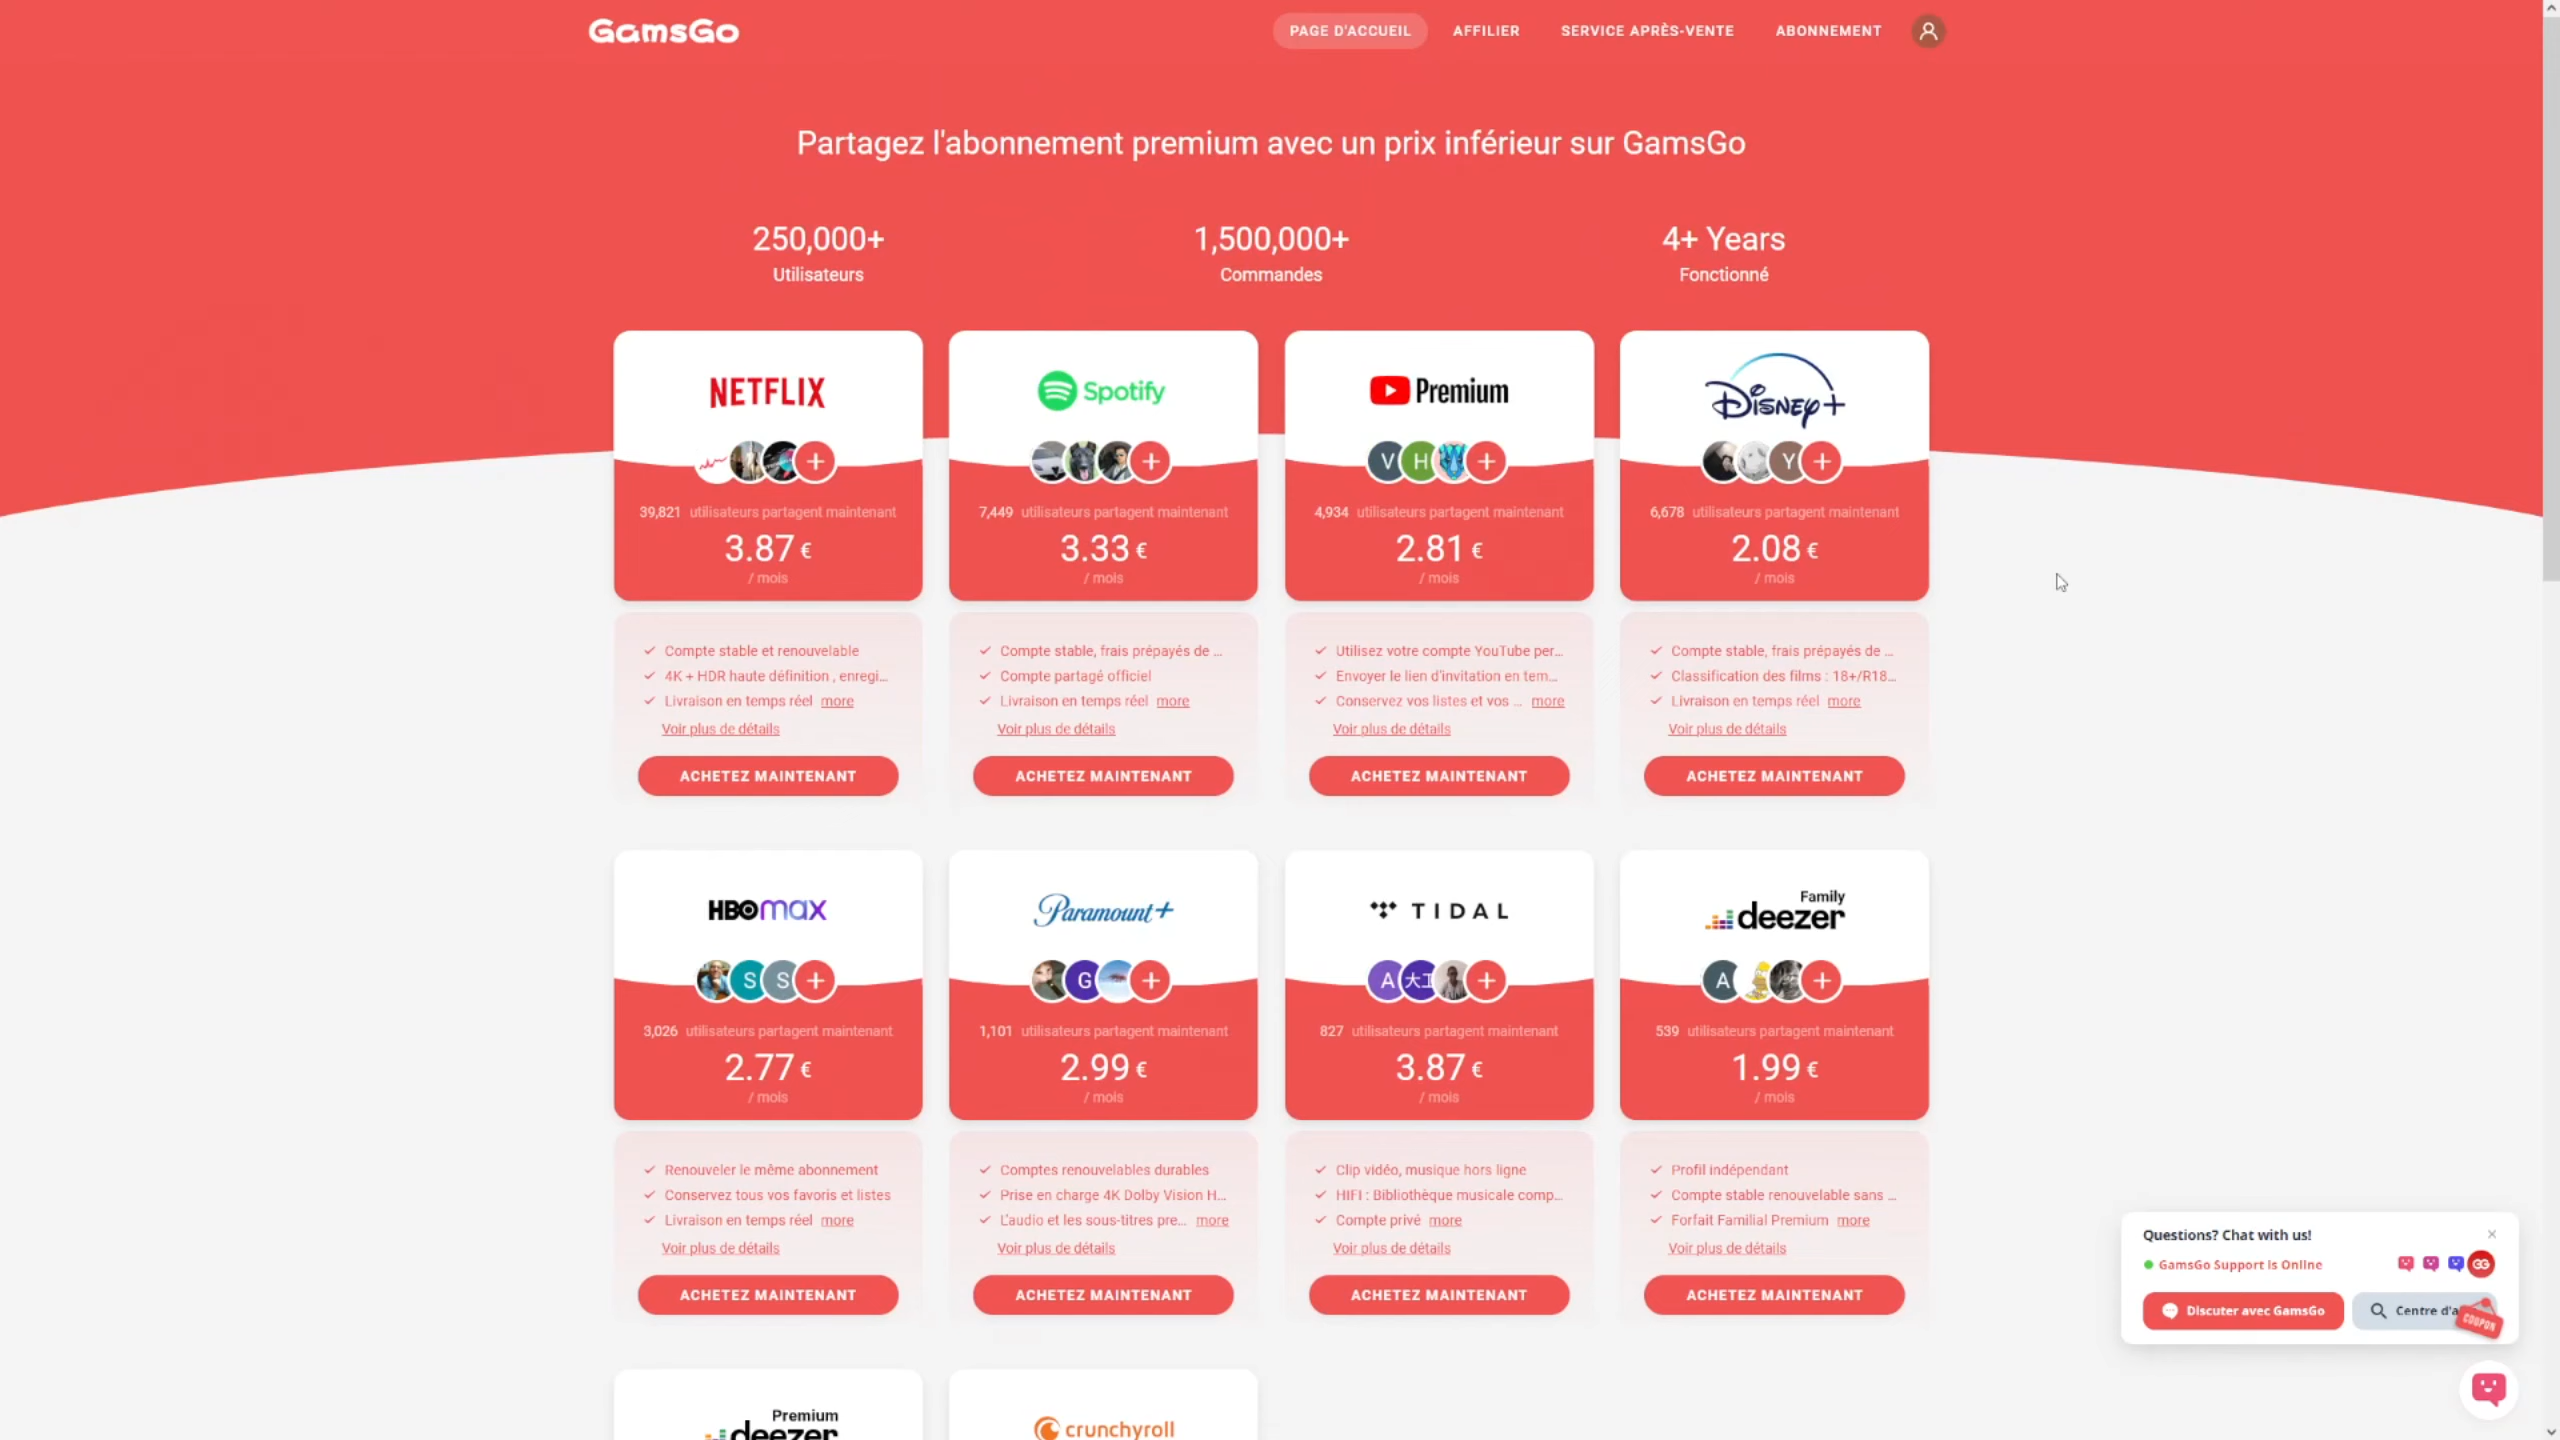 GamsGo
PAGE D'ACCUEIL
AFFILIER
SERVICE APRÈS-VENTE
ABONNEMENT
Partagez l'abonnement premium avec un prix inférieur sur GamsGo
250,000+
Utilisateurs
1,500,000+
Commandes
4+ Years
Fonctionné
NETFLIX
39,821 utilisateurs partagent maintenant
3.87 €
/ mois
Compte stable et renouvelable
4K + HDR haute définition , enregi...
Livraison en temps réel more
Voir plus de détails
ACHETEZ MAINTENANT
Spotify
7,449 utilisateurs partagent maintenant
3.33 €
/ mois
Compte stable, frais prépayés de ...
Compte partagé officiel
Livraison en temps réel more
Voir plus de détails
ACHETEZ MAINTENANT
Premium
V
H
4,934 utilisateurs partagent maintenant
2.81 €
/ mois
Utilisez votre compte YouTube per...
Envoyer le lien d'invitation en tem...
Conservez vos listes et vos ... more
Voir plus de détails
ACHETEZ MAINTENANT
Disney+
Y
6,678 utilisateurs partagent maintenant
2.08 €
/ mois
Compte stable, frais prépayés de ...
Classification des films : 18+/R18...
Livraison en temps réel more
Voir plus de détails
ACHETEZ MAINTENANT
HBO max
S
S
3,026 utilisateurs partagent maintenant
2.77 €
/ mois
Renouveler le même abonnement
Conservez tous vos favoris et listes
Livraison en temps réel more
Voir plus de détails
ACHETEZ MAINTENANT
Paramount+
G
1,101 utilisateurs partagent maintenant
2.99 €
/ mois
Comptes renouvelables durables
Prise en charge 4K Dolby Vision H...
L'audio et les sous-titres pre... more
Voir plus de détails
ACHETEZ MAINTENANT
TIDAL
A
大工
827 utilisateurs partagent maintenant
3.87 €
/ mois
Clip vidéo, musique hors ligne
HIFI : Bibliothèque musicale comp...
Compte privé more
Voir plus de détails
ACHETEZ MAINTENANT
Family
deezer
A
539 utilisateurs partagent maintenant
1.99 €
/ mois
Profil indépendant
Compte stable renouvelable sans ...
Forfait Familial Premium more
Voir plus de détails
ACHETEZ MAINTENANT
Premium
deezer
crunchyroll
Questions? Chat with us!
GamsGo Support is Online
GG
Discuter avec GamsGo
Centre d'a
COUPON